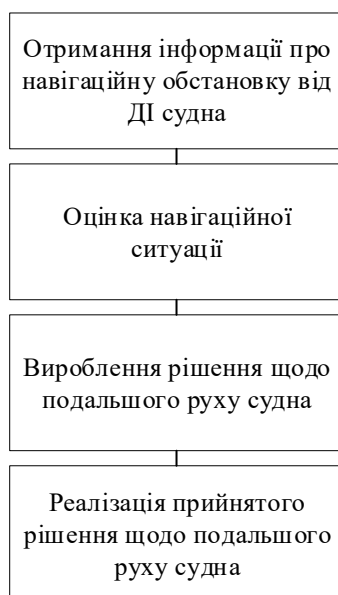 Отримання інформації про
навігаційну обстановку від
ДІ судна
Оцінка навігаційної
ситуації
Вироблення рішення щодо
подальшого руху судна
Реалізація прийнятого
рішення щодо подальшого
руху судна